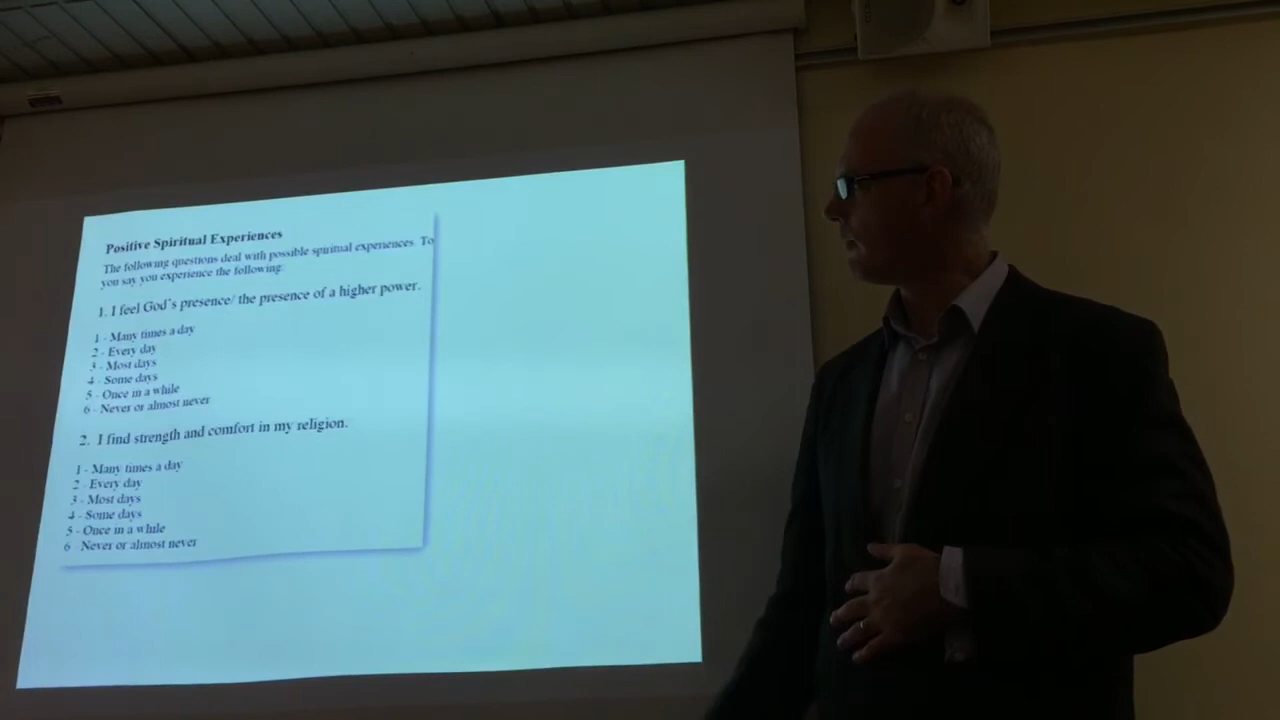 Positive Spiritual Experiences
The following questions deal with possible spiritual experiences. To
you say you experience the following:
1. I feel God's presence/ the presence of a higher power.
1 - Many times a day
2 - Every day
3 - Most days
4 - Some days
5 - Once in a while
6 - Never or almost never
2. I find strength and comfort in my religion.
1 - Many times a day
2 - Every day
3 - Most days
4 - Some days
5 - Once in a while
6 - Never or almost never